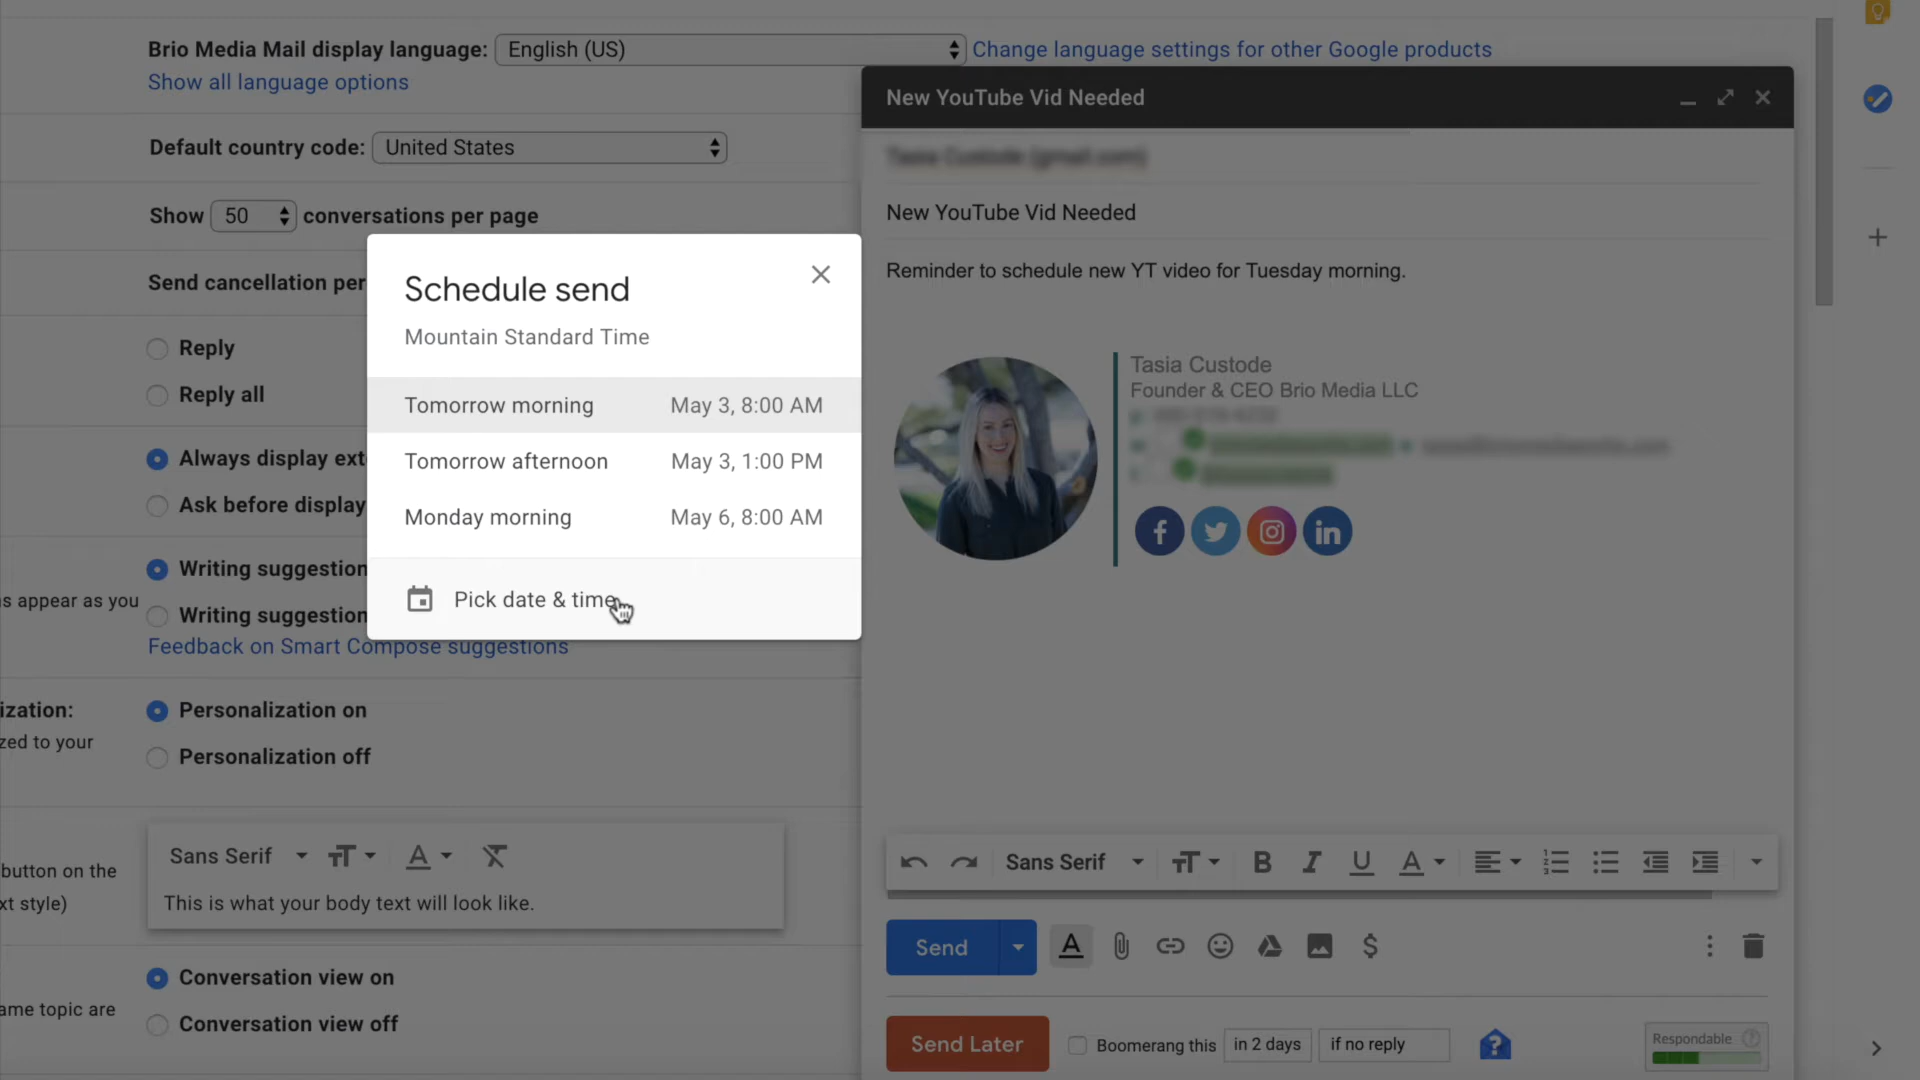 Brio Media Mail display language: English (US) Change language settings for other Google products
Show all language options
Default country code: United States
Show 50 conversations per page
Send cancellation per
Reply
Reply all
Always display ext
Ask before display
Writing suggestion
s appear as you
Writing suggestion
Feedback on Smart Compose suggestions
ization:
Personalization on
zed to your
Personalization off
Sans Serif
button on the
xt style)
This is what your body text will look like.
Conversation view on
ame topic are
Conversation view off
Schedule send
Mountain Standard Time
Tomorrow morning May 3, 8:00 AM
Tomorrow afternoon May 3, 1:00 PM
Monday morning May 6, 8:00 AM
Pick date & time
New YouTube Vid Needed
Tasia Custode (gmail.com)
New YouTube Vid Needed
Reminder to schedule new YT video for Tuesday morning.
Tasia Custode
Founder & CEO Brio Media LLC
Sans Serif
Send
Send Later Boomerang this in 2 days if no reply
Respondable